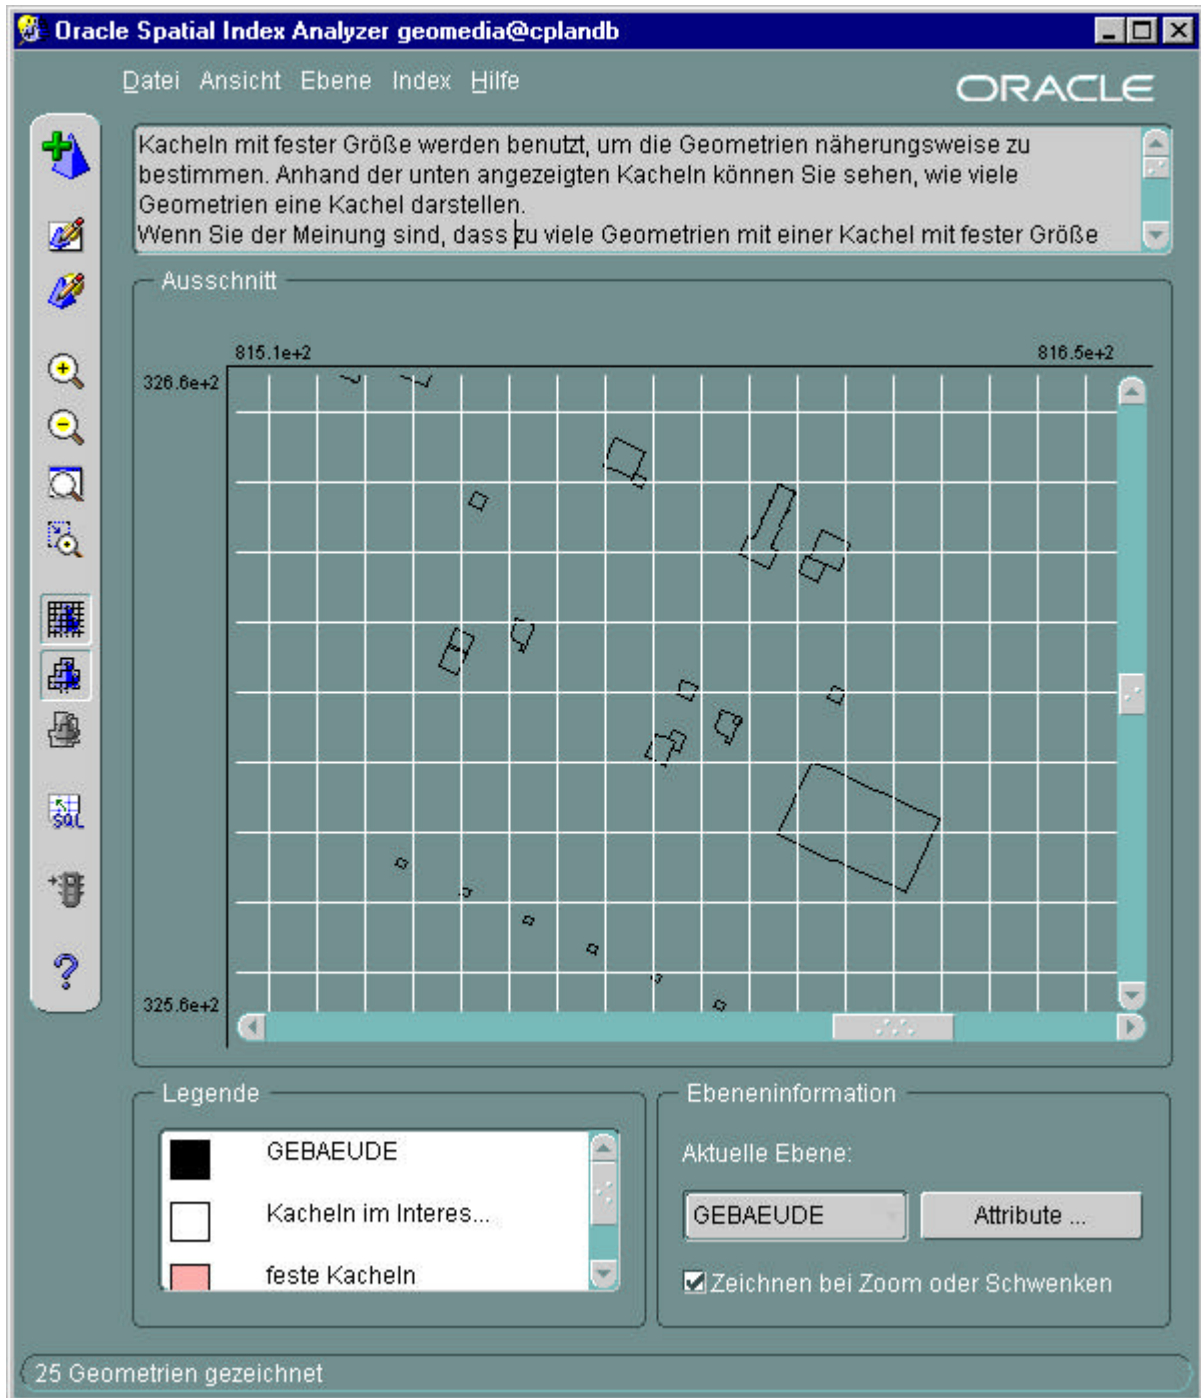 Oracle Spatial Index Analyzer geomedia@cplandb
Datei Ansicht Ebene Index Hilfe
ORACLE
Kacheln mit fester Größe werden benutzt, um die Geometrien näherungsweise zu
bestimmen. Anhand der unten angezeigten Kacheln können Sie sehen, wie viele
Geometrien eine Kachel darstellen.
Wenn Sie der Meinung sind, dass zu viele Geometrien mit einer Kachel mit fester Größe
Ausschnitt
815.1e+2 816.5e+2
326.6e+2
SQL
325.6e+2
Legende
GEBAEUDE
Kacheln im Interes...
feste Kacheln
Ebeneninformation
Aktuelle Ebene:
GEBAEUDE Attribute ...
Zeichnen bei Zoom oder Schwenken
25 Geometrien gezeichnet